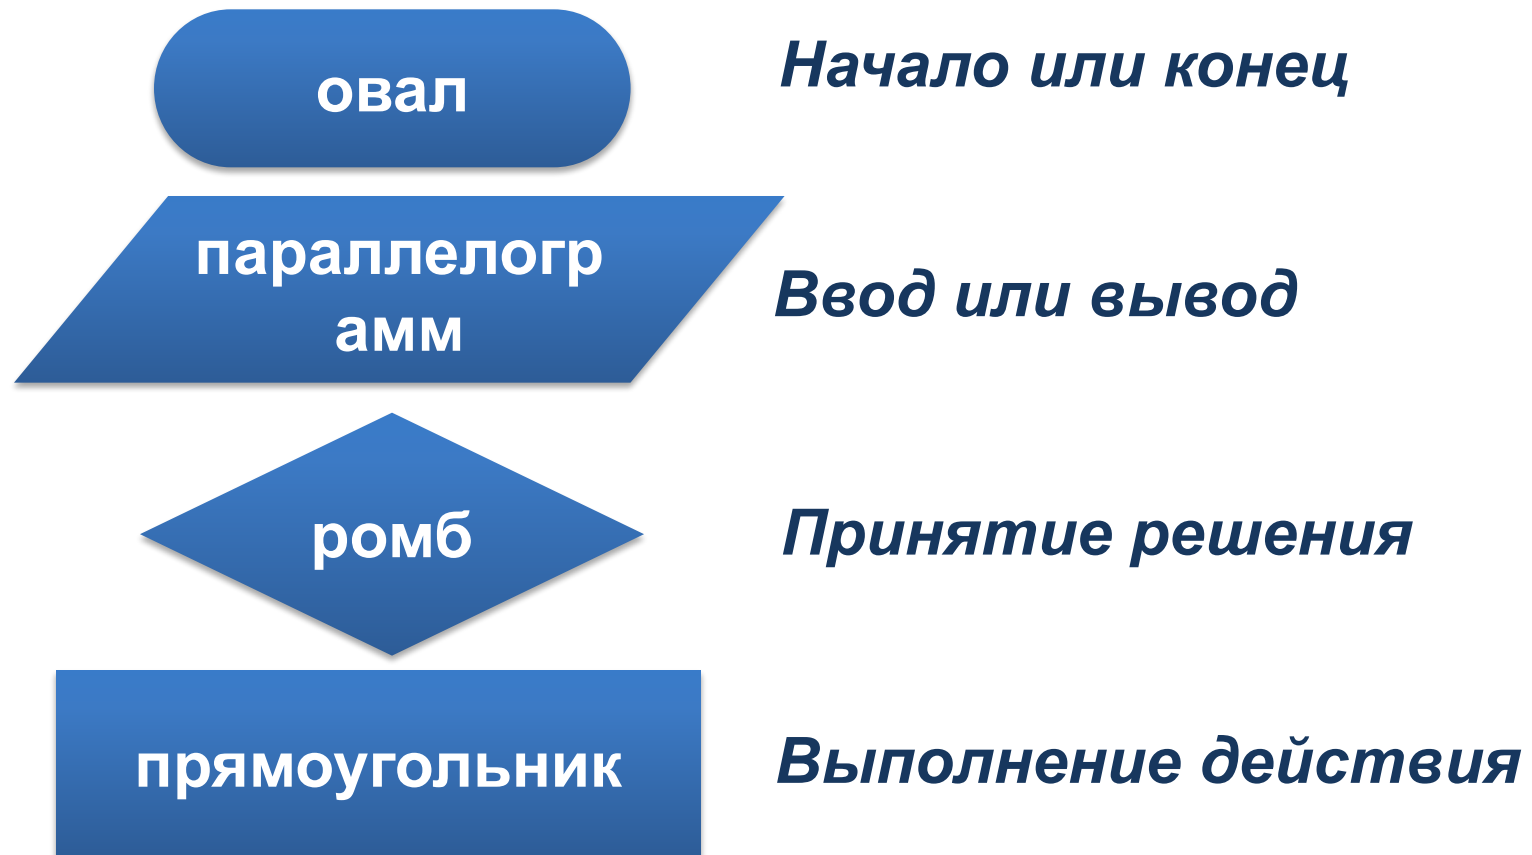 овал
Начало или конец
параллелогр
амм
Ввод или вывод
ромб
Принятие решения
прямоугольник
Выполнение действия